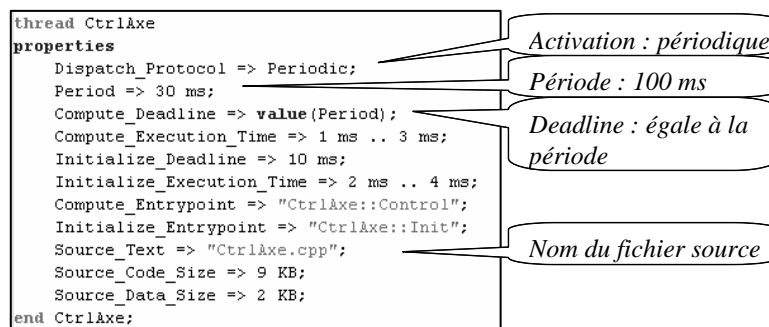 thread CtrlAxe
properties
Dispatch_Protocol => Periodic;
Period => 30 ms;
Compute_Deadline => value(Period);
Compute_Execution_Time => 1 ms .. 3 ms;
Initialize_Deadline => 10 ms;
Initialize_Execution_Time => 2 ms .. 4 ms;
Compute_Entrypoint => "CtrlAxe::Control";
Initialize_Entrypoint => "CtrlAxe::Init";
Source_Text => "CtrlAxe.cpp";
Source_Code_Size => 9 KB;
Source_Data_Size => 2 KB;
end CtrlAxe;
Activation : périodique
Période : 100 ms
Deadline : égale à la
période
Nom du fichier source